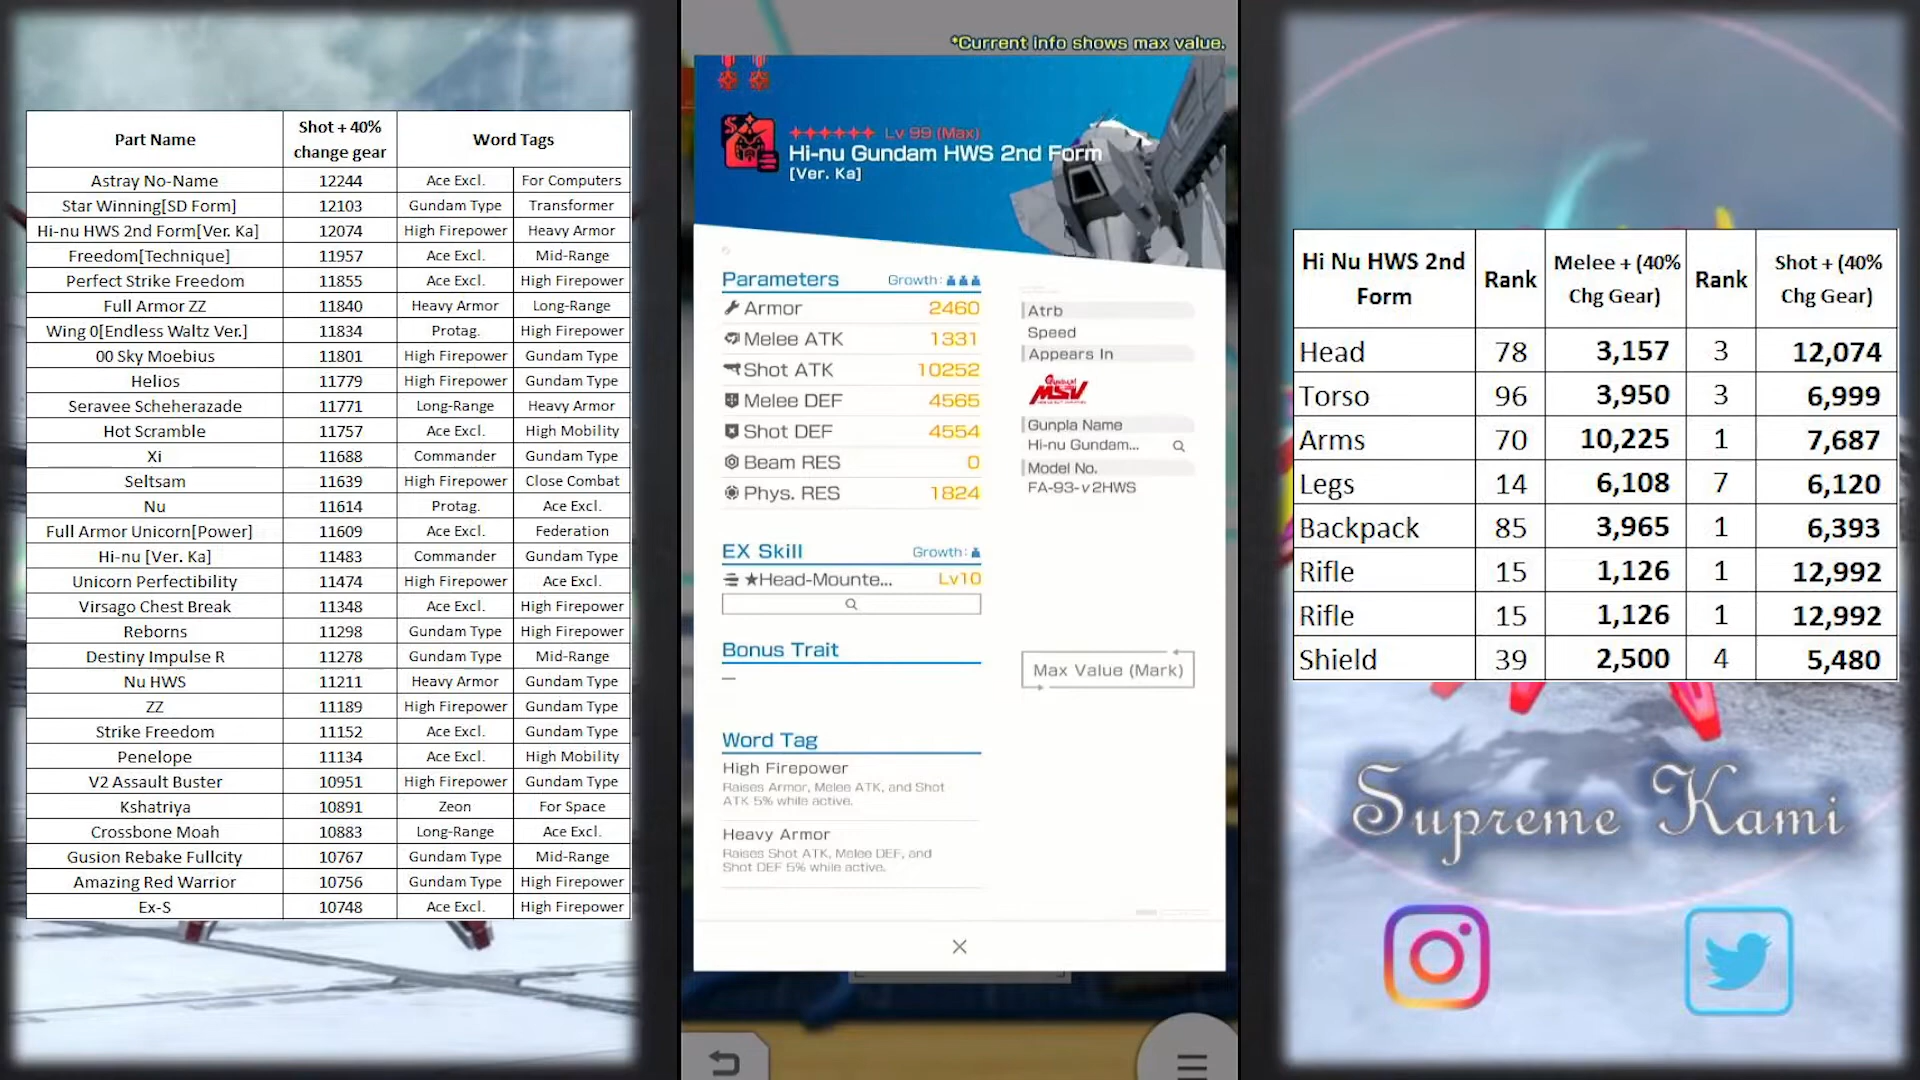 Part Name | Shot + 40% change gear | Word Tags
Astray No-Name | 12244 | Ace Excl. | For Computers
Star Winning[SD Form] | 12103 | Gundam Type | Transformer
Hi-nu HWS 2nd Form[Ver. Ka] | 12074 | High Firepower | Heavy Armor
Freedom[Technique] | 11957 | Ace Excl. | Mid-Range
Perfect Strike Freedom | 11855 | Ace Excl. | High Firepower
Full Armor ZZ | 11840 | Heavy Armor | Long-Range
Wing 0[Endless Waltz Ver.] | 11834 | Protag. | High Firepower
00 Sky Moebius | 11801 | High Firepower | Gundam Type
Helios | 11779 | High Firepower | Gundam Type
Seravee Scheherazade | 11771 | Long-Range | Heavy Armor
Hot Scramble | 11757 | Ace Excl. | High Mobility
Xi | 11688 | Commander | Gundam Type
Seltsam | 11639 | High Firepower | Close Combat
Nu | 11614 | Protag. | Ace Excl.
Full Armor Unicorn[Power] | 11609 | Ace Excl. | Federation
Hi-nu [Ver. Ka] | 11483 | Commander | Gundam Type
Unicorn Perfectibility | 11474 | High Firepower | Ace Excl.
Virsago Chest Break | 11348 | Ace Excl. | High Firepower
Reborns | 11298 | Gundam Type | High Firepower
Destiny Impulse R | 11278 | Gundam Type | Mid-Range
Nu HWS | 11211 | Heavy Armor | Gundam Type
ZZ | 11189 | High Firepower | Gundam Type
Strike Freedom | 11152 | Ace Excl. | Gundam Type
Penelope | 11134 | Ace Excl. | High Mobility
V2 Assault Buster | 10951 | High Firepower | Gundam Type
Kshatriya | 10891 | Zeon | For Space
Crossbone Moah | 10883 | Long-Range | Ace Excl.
Gusion Rebake Fullcity | 10767 | Gundam Type | Mid-Range
Amazing Red Warrior | 10756 | Gundam Type | High Firepower
Ex-S | 10748 | Ace Excl. | High Firepower
*Current info shows max value.
Lv 99 (Max)
Hi-nu Gundam HWS 2nd Form
[Ver. Ka]
Parameters Growth:
Armor 2460
Melee ATK 1331
Shot ATK 10252
Melee DEF 4565
Shot DEF 4554
Beam RES 0
Phys. RES 1824
EX Skill Growth:
★Head-Mounte... Lv10
Bonus Trait
—
Word Tag
High Firepower
Raises Armor, Melee ATK, and Shot
ATK 5% while active.
Heavy Armor
Raises Shot ATK, Melee DEF, and
Shot DEF 5% while active.
Atrb
Speed
Appears In
GUNDAM MSV
Gunpla Name
Hi-nu Gundam...
Model No.
FA-93-ν2HWS
Max Value (Mark)
Hi Nu HWS 2nd Form | Rank | Melee + (40% Chg Gear) | Rank | Shot + (40% Chg Gear)
Head | 78 | 3,157 | 3 | 12,074
Torso | 96 | 3,950 | 3 | 6,999
Arms | 70 | 10,225 | 1 | 7,687
Legs | 14 | 6,108 | 7 | 6,120
Backpack | 85 | 3,965 | 1 | 6,393
Rifle | 15 | 1,126 | 1 | 12,992
Rifle | 15 | 1,126 | 1 | 12,992
Shield | 39 | 2,500 | 4 | 5,480
Supreme Kami